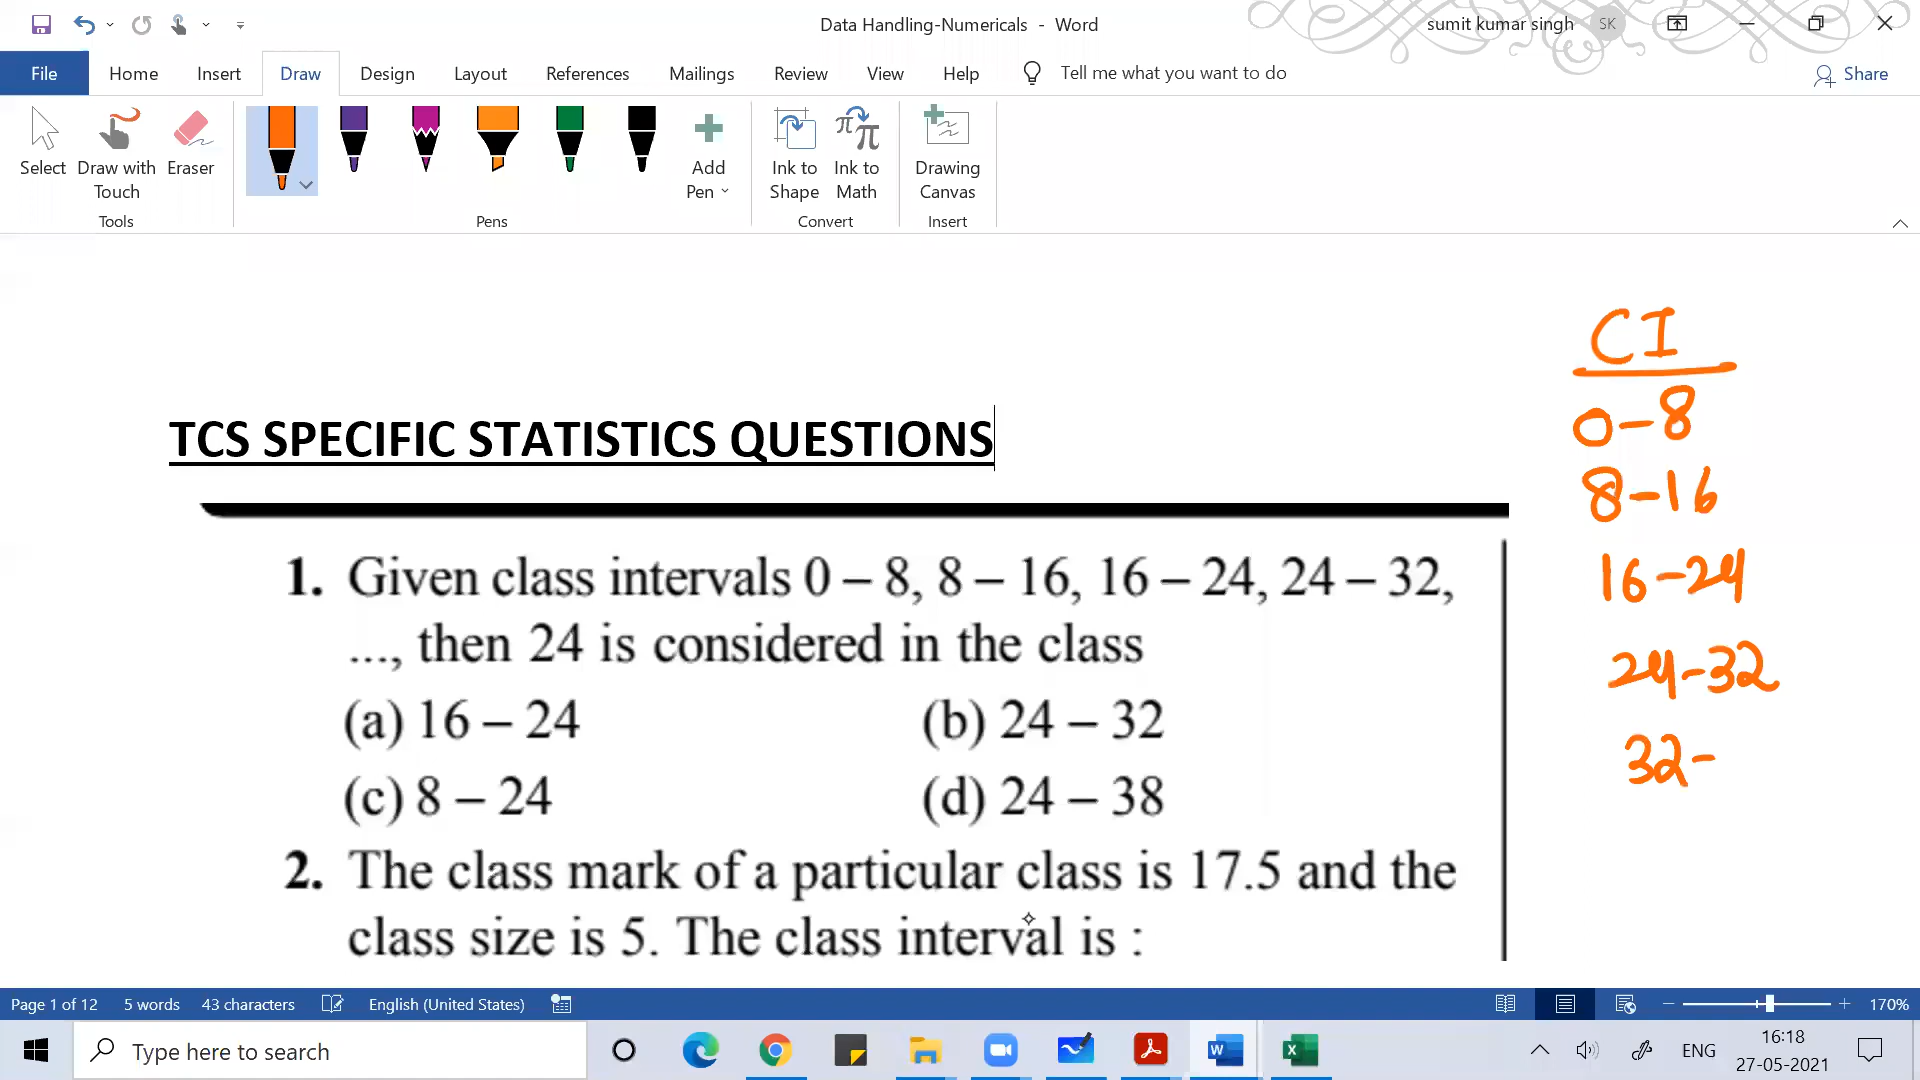 Data Handling-Numericals - Word
sumit kumar singh SK
File Home Insert Draw Design Layout References Mailings Review View Help Tell me what you want to do Share
Select Draw with Touch Eraser Add Pen Ink to Shape Ink to Math Drawing Canvas
Tools Pens Convert Insert
CI
0-8
8-16
16-24
24-32
32-
TCS SPECIFIC STATISTICS QUESTIONS
1. Given class intervals 0 – 8, 8 – 16, 16 – 24, 24 – 32,
..., then 24 is considered in the class
(a) 16 – 24 (b) 24 – 32
(c) 8 – 24 (d) 24 – 38
2. The class mark of a particular class is 17.5 and the
class size is 5. The class interval is :
Page 1 of 12 5 words 43 characters English (United States) 170%
Type here to search
ENG
16:18
27-05-2021